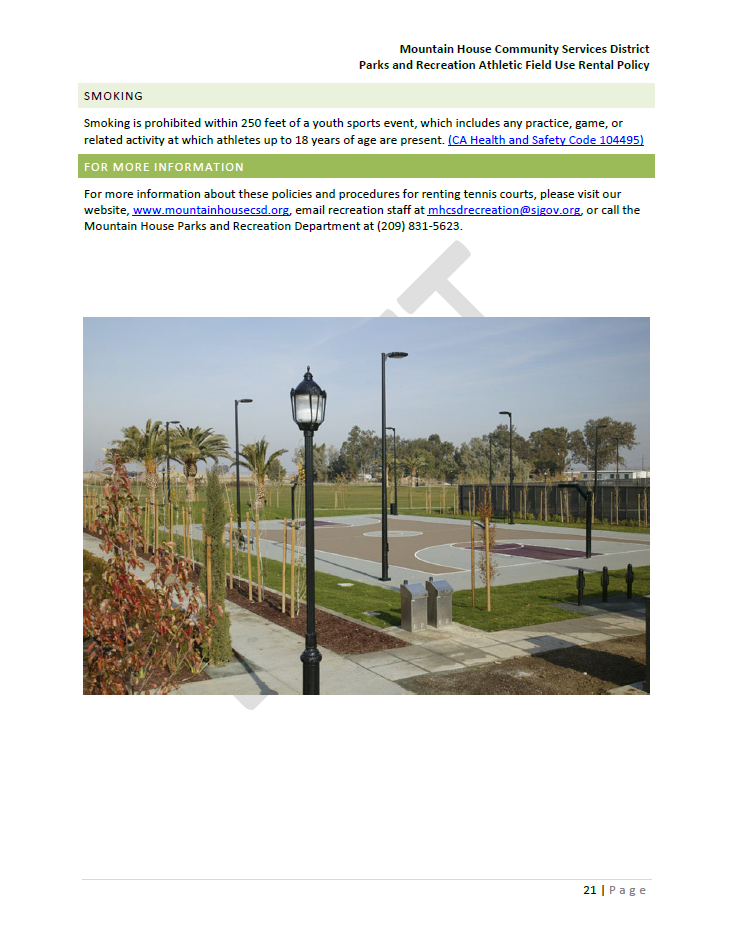 Mountain House Community Services District
Parks and Recreation Athletic Field Use Rental Policy
SMOKING
Smoking is prohibited within 250 feet of a youth sports event, which includes any practice, game, or
related activity at which athletes up to 18 years of age are present. (CA Health and Safety Code 104495)
FOR MORE INFORMATION
For more information about these policies and procedures for renting tennis courts, please visit our
website, www.mountainhousecsd.org, email recreation staff at mhcsdrecreation@sjgov.org, or call the
Mountain House Parks and Recreation Department at (209) 831-5623.
21 | Page